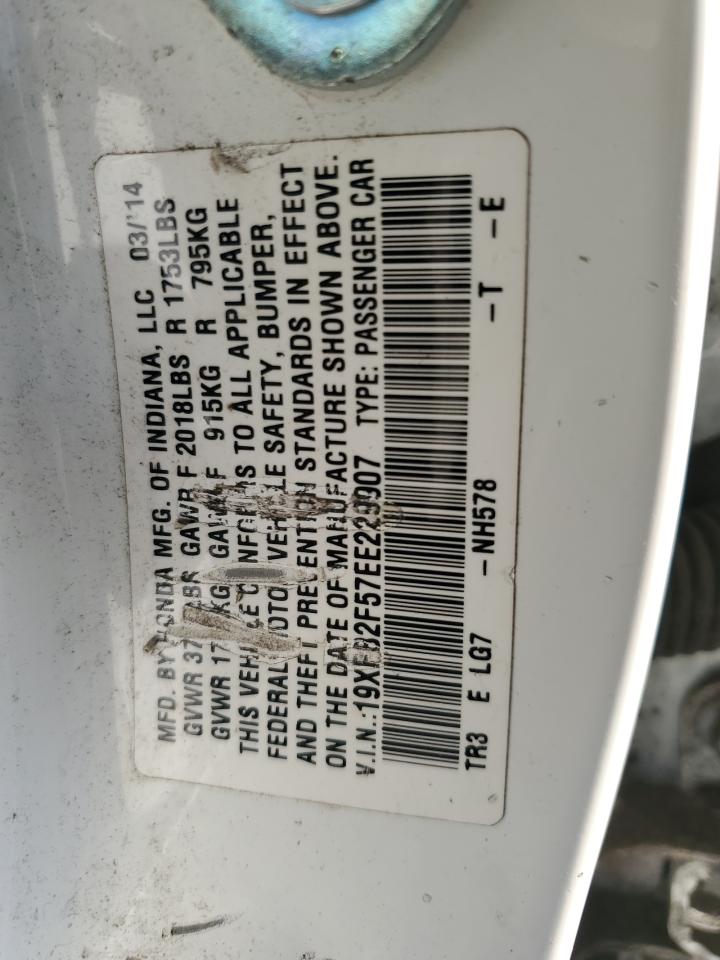 MFD. BY HONDA MFG. OF INDIANA, LLC 03/'14
GVWR GAWR F 2018LBS R 1753LBS
GVWR GAWR F 915KG R 795KG
THIS VEHICLE CONFORMS TO ALL APPLICABLE
FEDERAL MOTOR VEHICLE SAFETY, BUMPER,
AND THEFT PREVENTION STANDARDS IN EFFECT
ON THE DATE OF MANUFACTURE SHOWN ABOVE.
V.I.N.: TYPE: PASSENGER CAR
TR3 E LG7 -NH578 -T -E